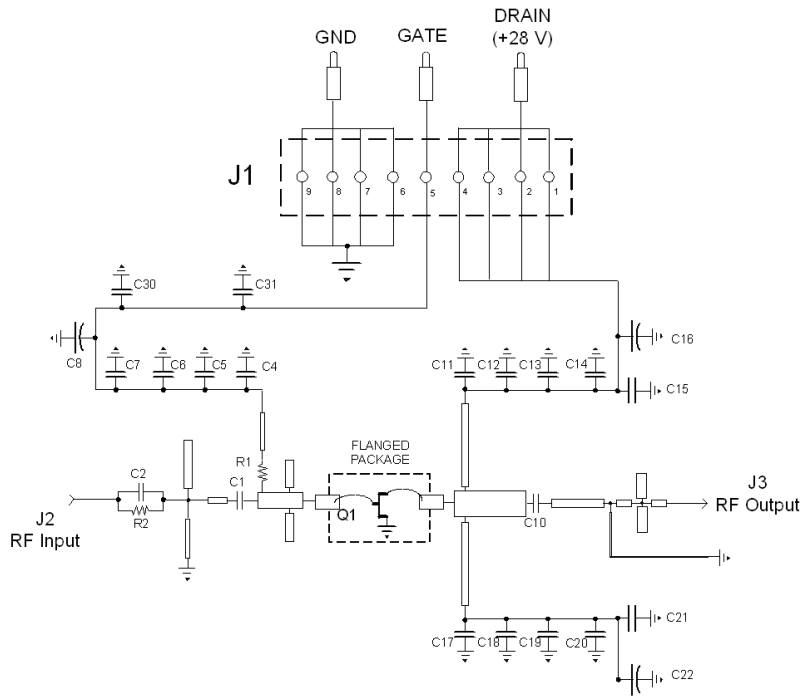 DRAIN
(+28 V)
GND
GATE
J1
9
8
7
6
5
4
3
2
1
C30
C31
C8
C16
C7
C6
C5
C4
C11
C12
C13
C14
C15
R1
FLANGED
PACKAGE
C2
C1
R2
Q1
C10
J2
RF Input
J3
RF Output
C17
C18
C19
C20
C21
C22